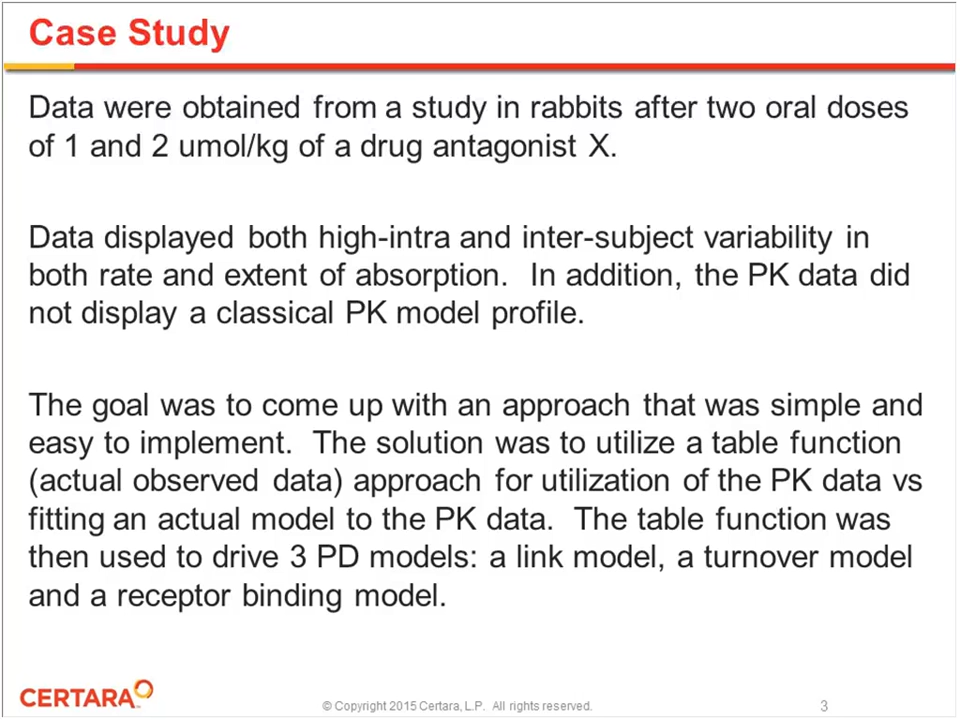 Case Study
Data were obtained from a study in rabbits after two oral doses
of 1 and 2 umol/kg of a drug antagonist X.
Data displayed both high-intra and inter-subject variability in
both rate and extent of absorption. In addition, the PK data did
not display a classical PK model profile.
The goal was to come up with an approach that was simple and
easy to implement. The solution was to utilize a table function
(actual observed data) approach for utilization of the PK data vs
fitting an actual model to the PK data. The table function was
then used to drive 3 PD models: a link model, a turnover model
and a receptor binding model.
CERTARA
© Copyright 2015 Certara, L.P. All rights reserved.
3